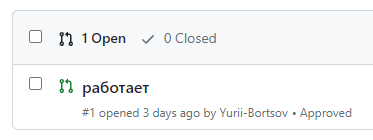 1 Open 0 Closed
работает
#1 opened 3 days ago by Yurii-Bortsov • Approved